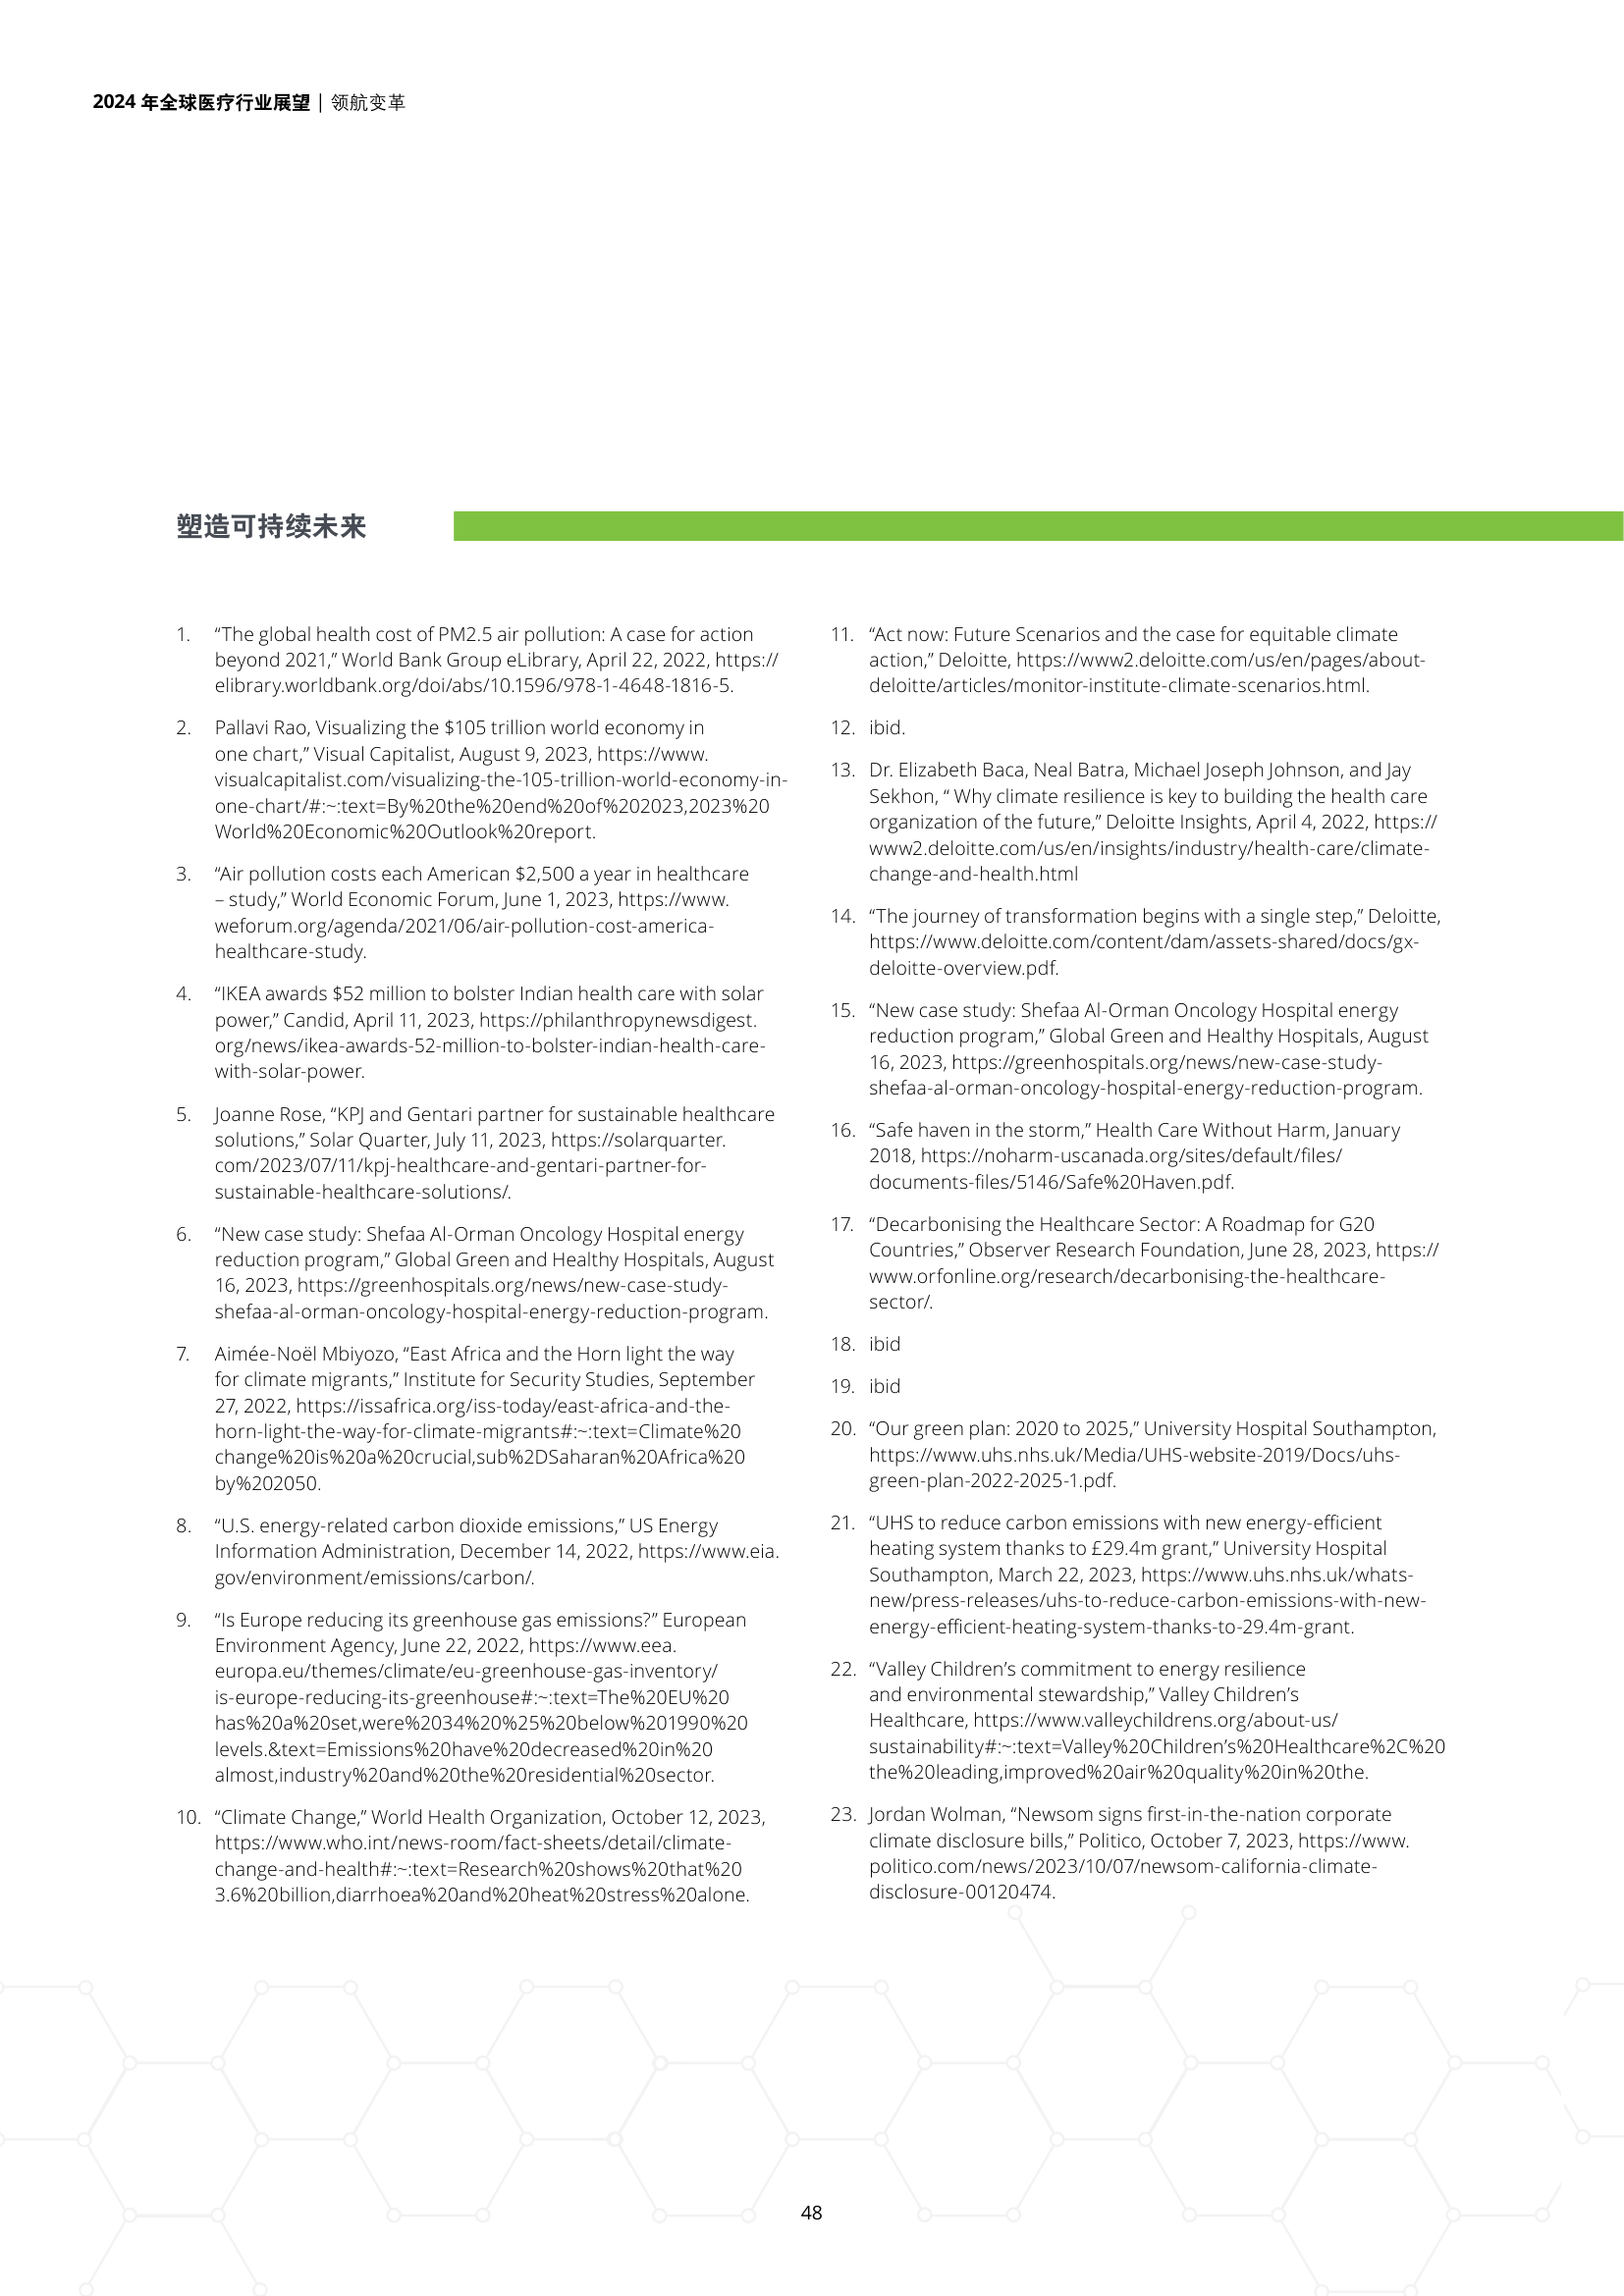 2024 年全球医疗行业展望 | 领航变革
塑造可持续未来
1. “The global health cost of PM2.5 air pollution: A case for action
beyond 2021,” World Bank Group eLibrary, April 22, 2022, https://
elibrary.worldbank.org/doi/abs/10.1596/978-1-4648-1816-5.
2. Pallavi Rao, Visualizing the $105 trillion world economy in
one chart,” Visual Capitalist, August 9, 2023, https://www.
visualcapitalist.com/visualizing-the-105-trillion-world-economy-in-
one-chart/#:~:text=By%20the%20end%20of%202023,2023%20
World%20Economic%20Outlook%20report.
3. “Air pollution costs each American $2,500 a year in healthcare
– study,” World Economic Forum, June 1, 2023, https://www.
weforum.org/agenda/2021/06/air-pollution-cost-america-
healthcare-study.
4. “IKEA awards $52 million to bolster Indian health care with solar
power,” Candid, April 11, 2023, https://philanthropynewsdigest.
org/news/ikea-awards-52-million-to-bolster-indian-health-care-
with-solar-power.
5. Joanne Rose, “KPJ and Gentari partner for sustainable healthcare
solutions,” Solar Quarter, July 11, 2023, https://solarquarter.
com/2023/07/11/kpj-healthcare-and-gentari-partner-for-
sustainable-healthcare-solutions/.
6. “New case study: Shefaa Al-Orman Oncology Hospital energy
reduction program,” Global Green and Healthy Hospitals, August
16, 2023, https://greenhospitals.org/news/new-case-study-
shefaa-al-orman-oncology-hospital-energy-reduction-program.
7. Aimée-Noël Mbiyozo, “East Africa and the Horn light the way
for climate migrants,” Institute for Security Studies, September
27, 2022, https://issafrica.org/iss-today/east-africa-and-the-
horn-light-the-way-for-climate-migrants#:~:text=Climate%20
change%20is%20a%20crucial,sub%2DSaharan%20Africa%20
by%202050.
8. “U.S. energy-related carbon dioxide emissions,” US Energy
Information Administration, December 14, 2022, https://www.eia.
gov/environment/emissions/carbon/.
9. “Is Europe reducing its greenhouse gas emissions?” European
Environment Agency, June 22, 2022, https://www.eea.
europa.eu/themes/climate/eu-greenhouse-gas-inventory/
is-europe-reducing-its-greenhouse#:~:text=The%20EU%20
has%20a%20set,were%2034%20%25%20below%201990%20
levels.&text=Emissions%20have%20decreased%20in%20
almost,industry%20and%20the%20residential%20sector.
10. “Climate Change,” World Health Organization, October 12, 2023,
https://www.who.int/news-room/fact-sheets/detail/climate-
change-and-health#:~:text=Research%20shows%20that%20
3.6%20billion,diarrhoea%20and%20heat%20stress%20alone.
11. “Act now: Future Scenarios and the case for equitable climate
action,” Deloitte, https://www2.deloitte.com/us/en/pages/about-
deloitte/articles/monitor-institute-climate-scenarios.html.
12. ibid.
13. Dr. Elizabeth Baca, Neal Batra, Michael Joseph Johnson, and Jay
Sekhon, “ Why climate resilience is key to building the health care
organization of the future,” Deloitte Insights, April 4, 2022, https://
www2.deloitte.com/us/en/insights/industry/health-care/climate-
change-and-health.html
14. “The journey of transformation begins with a single step,” Deloitte,
https://www.deloitte.com/content/dam/assets-shared/docs/gx-
deloitte-overview.pdf.
15. “New case study: Shefaa Al-Orman Oncology Hospital energy
reduction program,” Global Green and Healthy Hospitals, August
16, 2023, https://greenhospitals.org/news/new-case-study-
shefaa-al-orman-oncology-hospital-energy-reduction-program.
16. “Safe haven in the storm,” Health Care Without Harm, January
2018, https://noharm-uscanada.org/sites/default/files/
documents-files/5146/Safe%20Haven.pdf.
17. “Decarbonising the Healthcare Sector: A Roadmap for G20
Countries,” Observer Research Foundation, June 28, 2023, https://
www.orfonline.org/research/decarbonising-the-healthcare-
sector/.
18. ibid
19. ibid
20. “Our green plan: 2020 to 2025,” University Hospital Southampton,
https://www.uhs.nhs.uk/Media/UHS-website-2019/Docs/uhs-
green-plan-2022-2025-1.pdf.
21. “UHS to reduce carbon emissions with new energy-efficient
heating system thanks to £29.4m grant,” University Hospital
Southampton, March 22, 2023, https://www.uhs.nhs.uk/whats-
new/press-releases/uhs-to-reduce-carbon-emissions-with-new-
energy-efficient-heating-system-thanks-to-29.4m-grant.
22. “Valley Children’s commitment to energy resilience
and environmental stewardship,” Valley Children’s
Healthcare, https://www.valleychildrens.org/about-us/
sustainability#:~:text=Valley%20Children’s%20Healthcare%2C%20
the%20leading,improved%20air%20quality%20in%20the.
23. Jordan Wolman, “Newsom signs first-in-the-nation corporate
climate disclosure bills,” Politico, October 7, 2023, https://www.
politico.com/news/2023/10/07/newsom-california-climate-
disclosure-00120474.
48